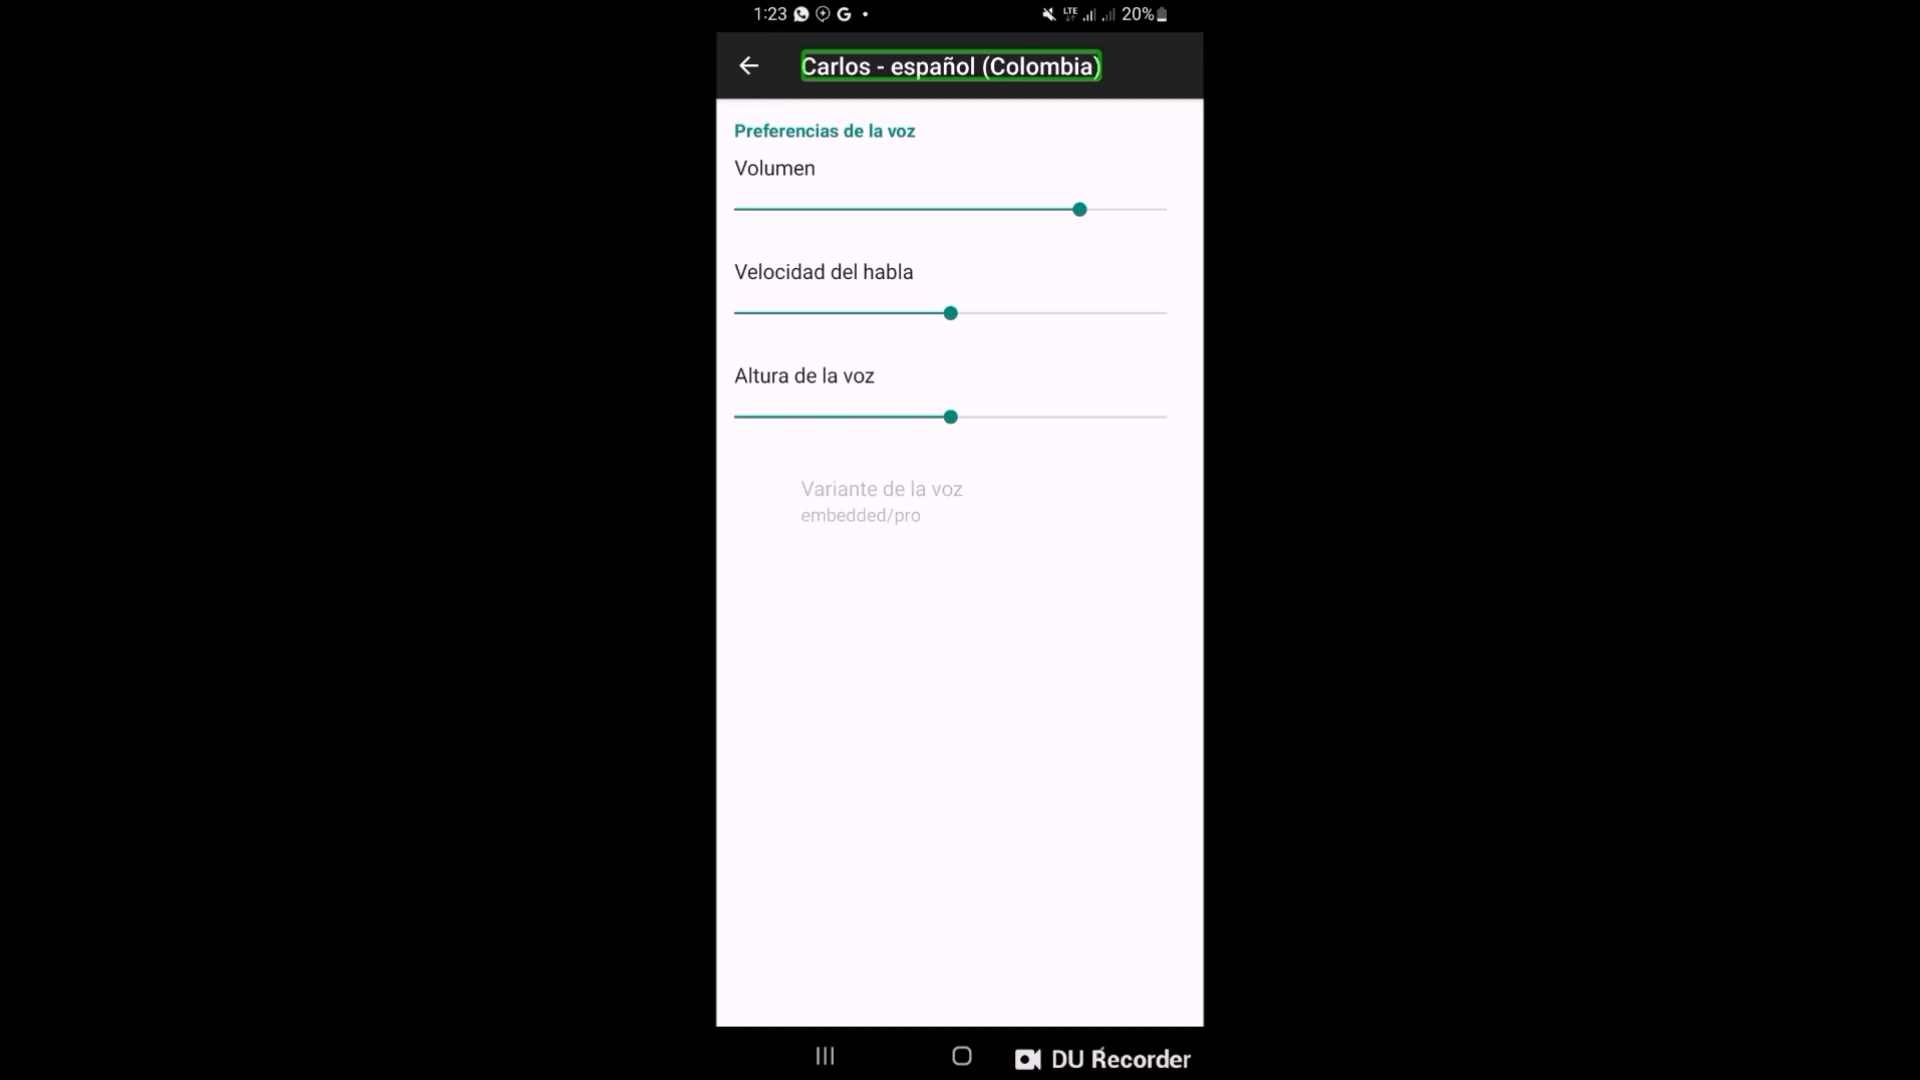 1:23 LTE 20%
Carlos - español (Colombia)
Preferencias de la voz
Volumen
Velocidad del habla
Altura de la voz
Variante de la voz
embedded/pro
DU Recorder